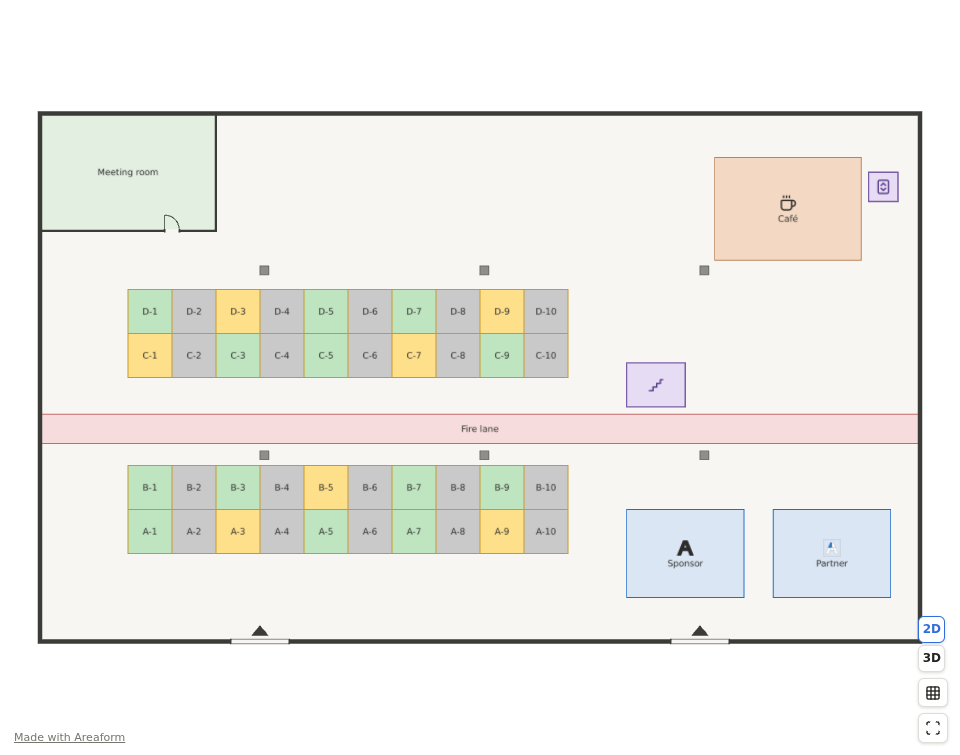 Meeting room
Café
D-1 D-2 D-3 D-4 D-5 D-6 D-7 D-8 D-9 D-10
C-1 C-2 C-3 C-4 C-5 C-6 C-7 C-8 C-9 C-10
Fire lane
B-1 B-2 B-3 B-4 B-5 B-6 B-7 B-8 B-9 B-10
A-1 A-2 A-3 A-4 A-5 A-6 A-7 A-8 A-9 A-10
A
Sponsor
Partner
2D
3D
Made with Areaform